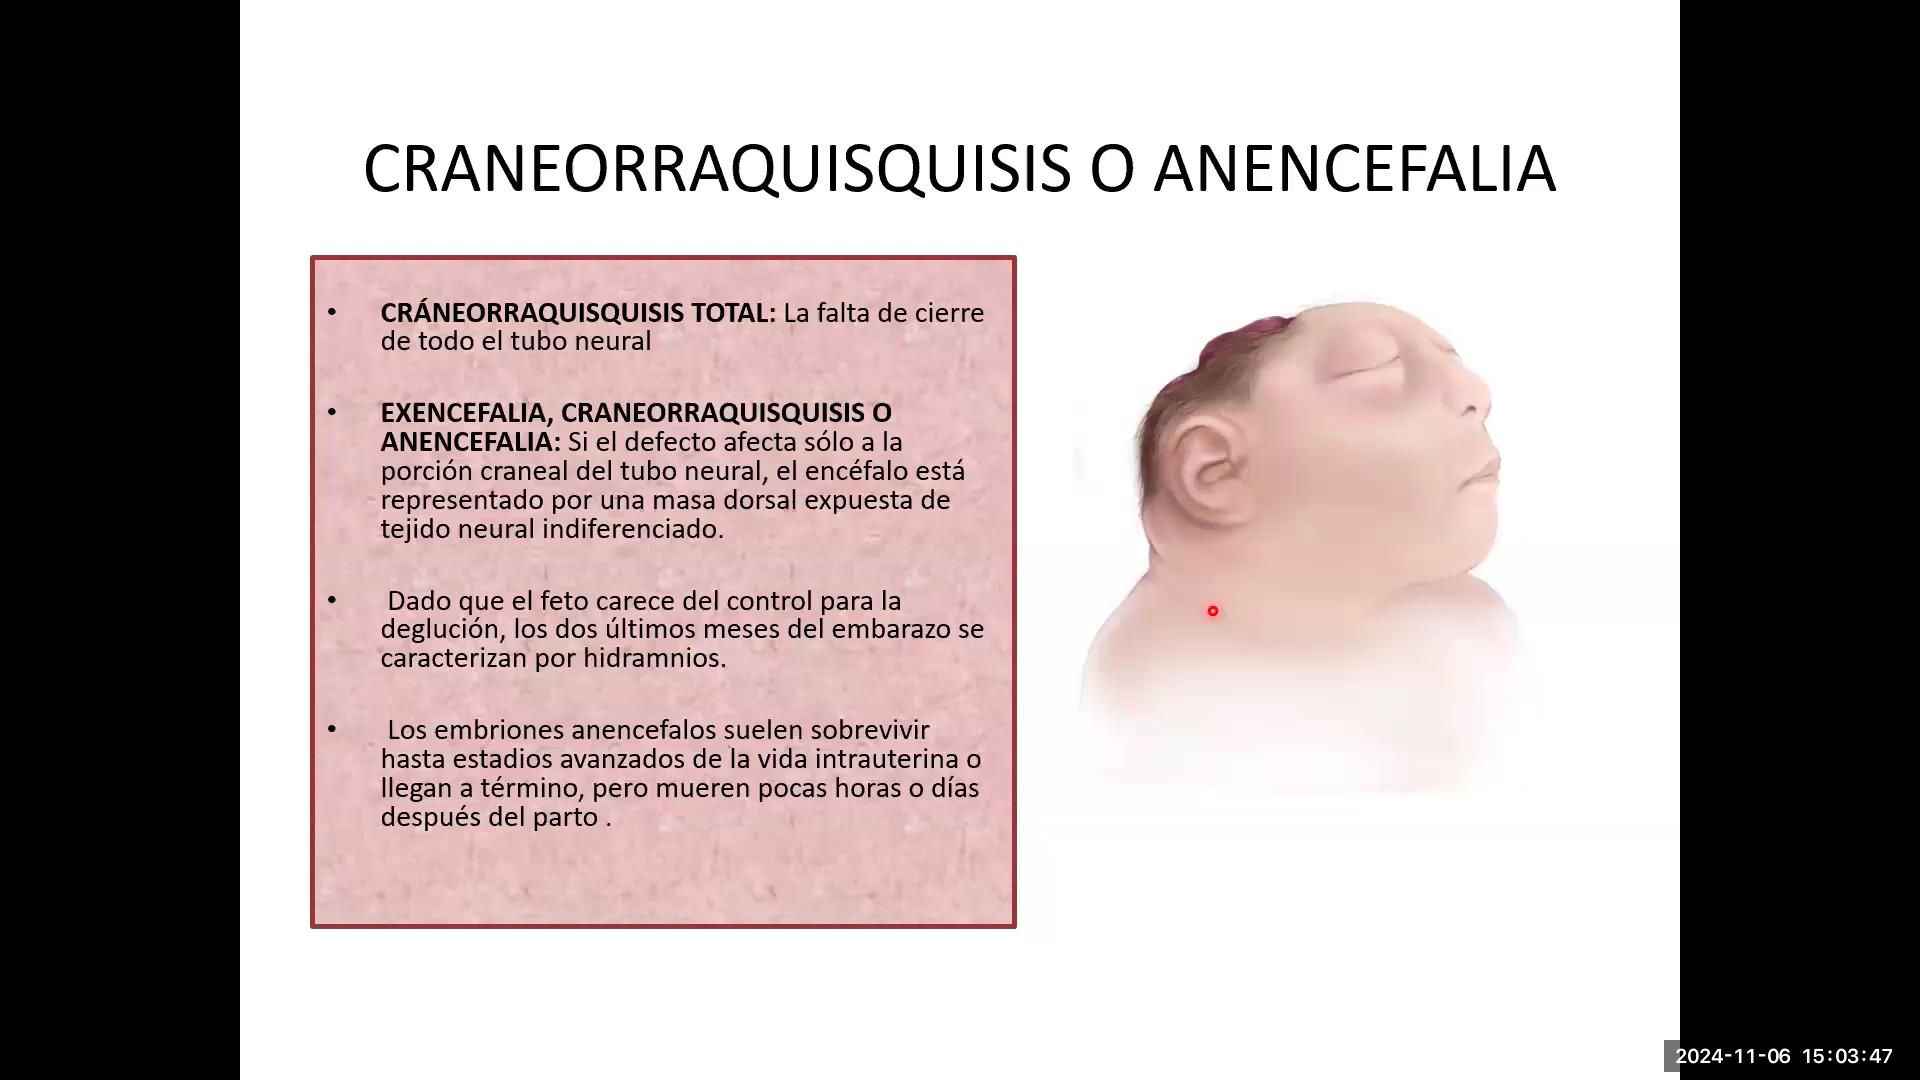 CRANEORRAQUISQUISIS O ANENCEFALIA
• CRÁNEORRAQUISQUISIS TOTAL: La falta de cierre
de todo el tubo neural
• EXENCEFALIA, CRANEORRAQUISQUISIS O
ANENCEFALIA: Si el defecto afecta sólo a la
porción craneal del tubo neural, el encéfalo está
representado por una masa dorsal expuesta de
tejido neural indiferenciado.
• Dado que el feto carece del control para la
deglución, los dos últimos meses del embarazo se
caracterizan por hidramnios.
• Los embriones anencefalos suelen sobrevivir
hasta estadios avanzados de la vida intrauterina o
llegan a término, pero mueren pocas horas o días
después del parto .
2024-11-06 15:03:47